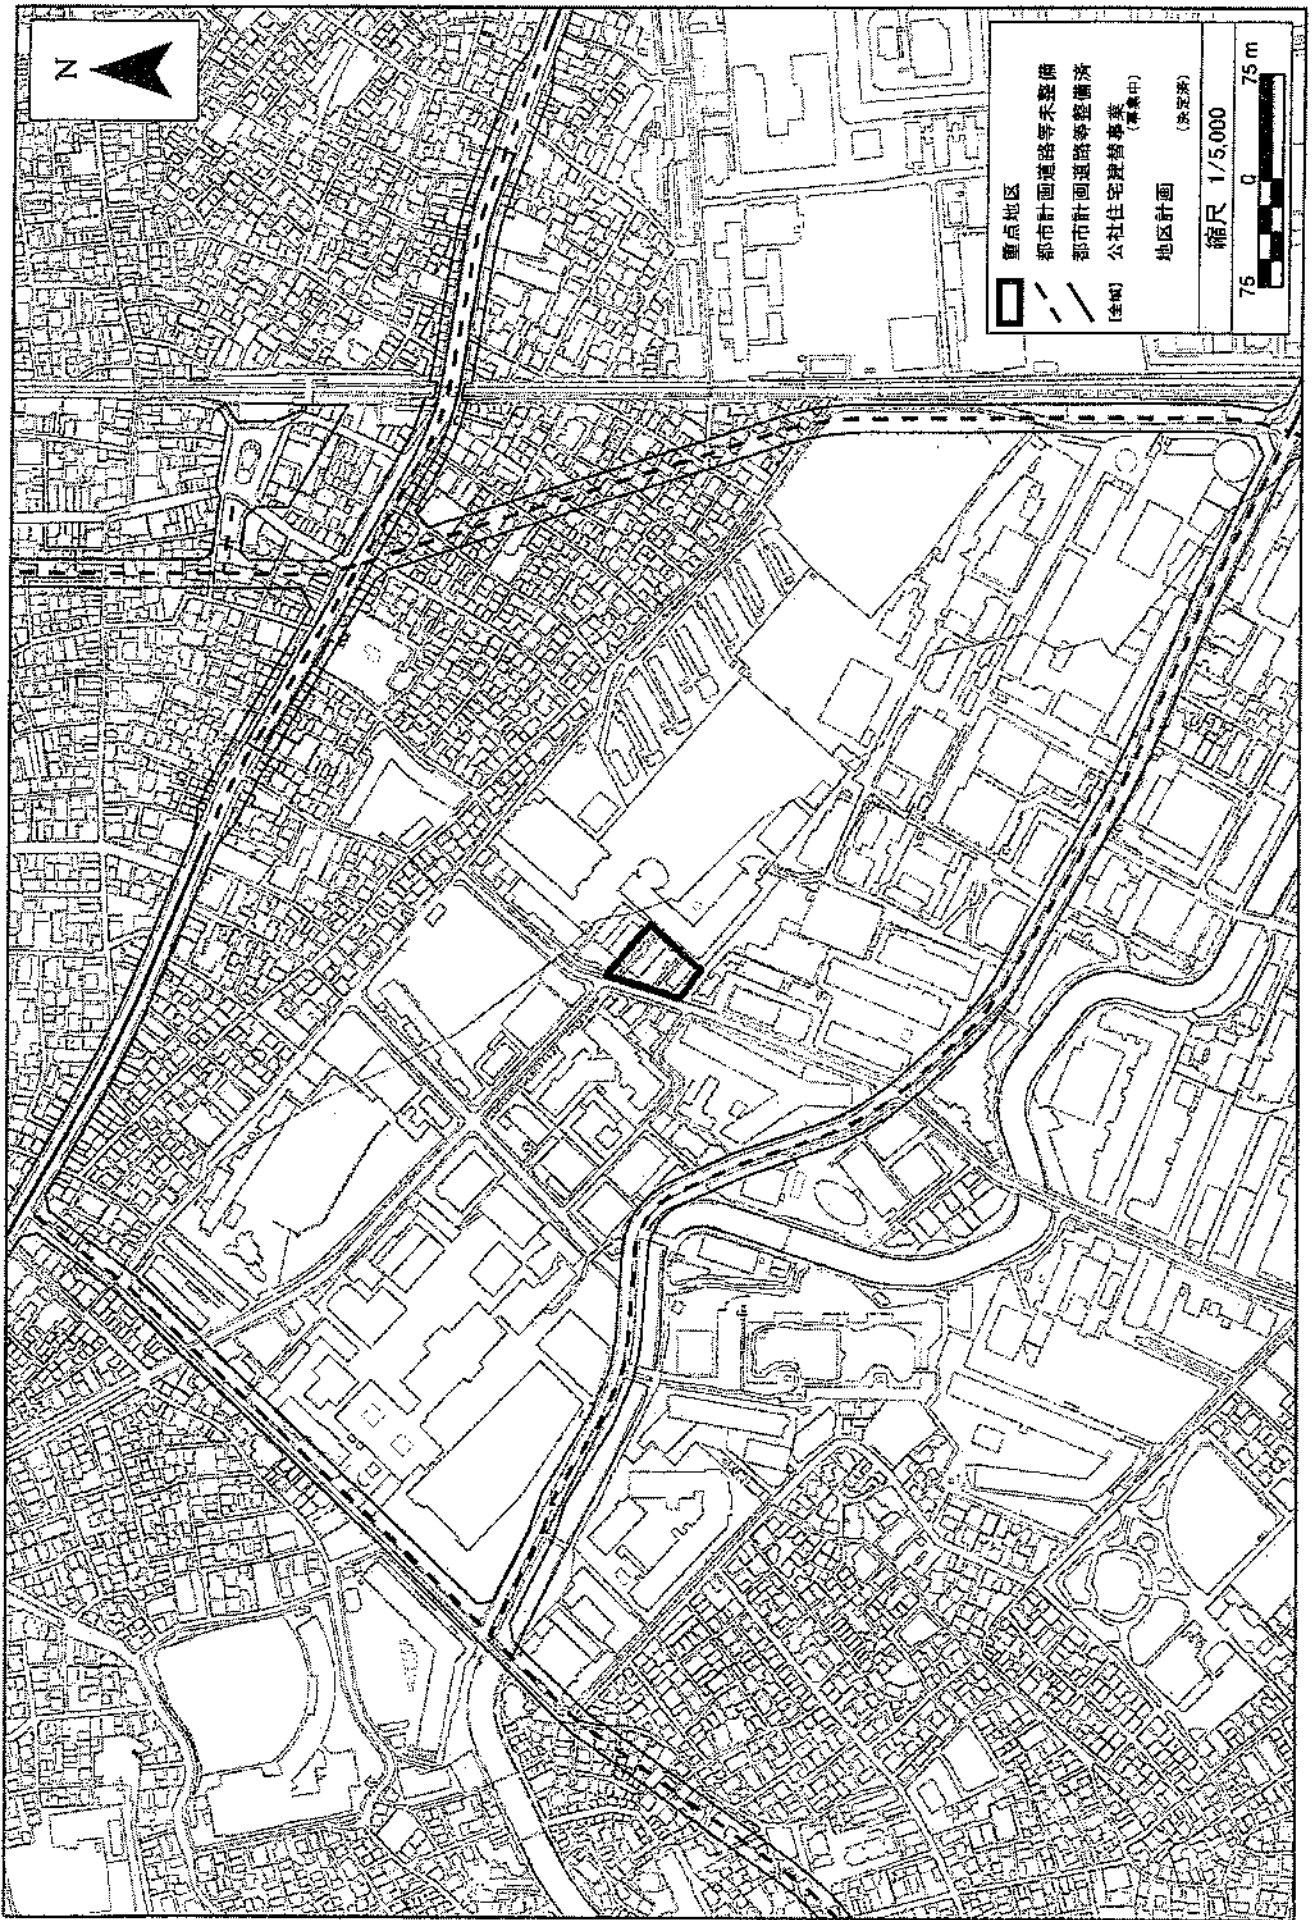 N
重点地区
都市計画道路等未整備
都市計画道路等整備済
[全域] 公社住宅建替事業
(事業中)
地区計画
(決定済)
縮尺 1/5,000
75 0 75 m